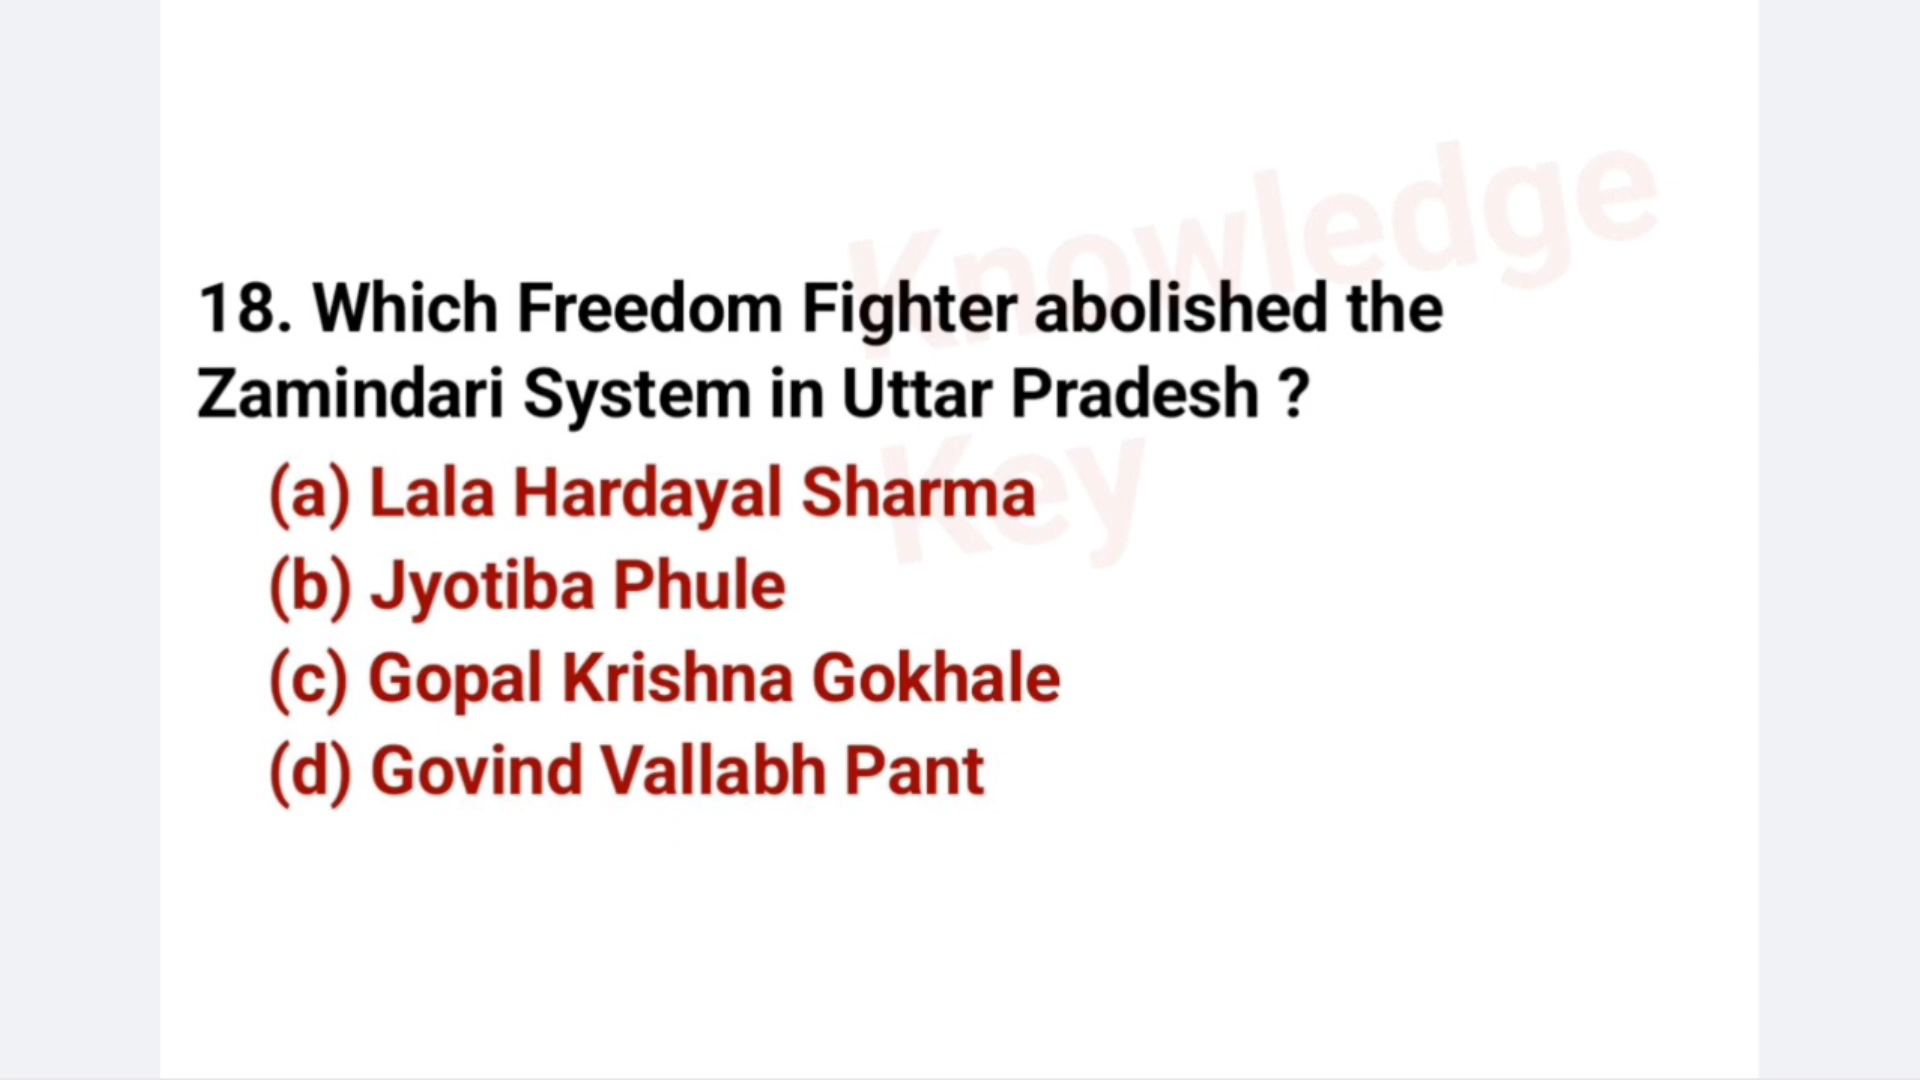 Knowledge
18. Which Freedom Fighter abolished the
Zamindari System in Uttar Pradesh ?
Key
(a) Lala Hardayal Sharma
(b) Jyotiba Phule
(c) Gopal Krishna Gokhale
(d) Govind Vallabh Pant